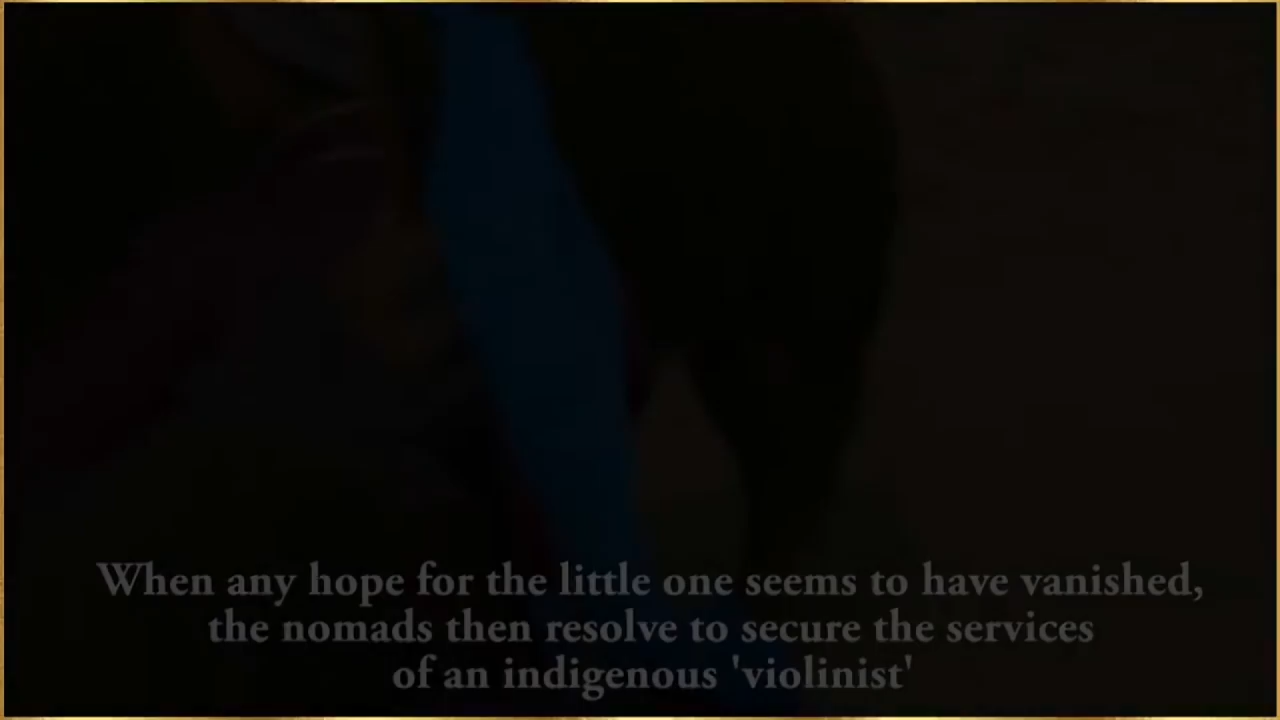 When any hope for the little one seems to have vanished,
the nomads then resolve to secure the services
of an indigenous 'violinist'